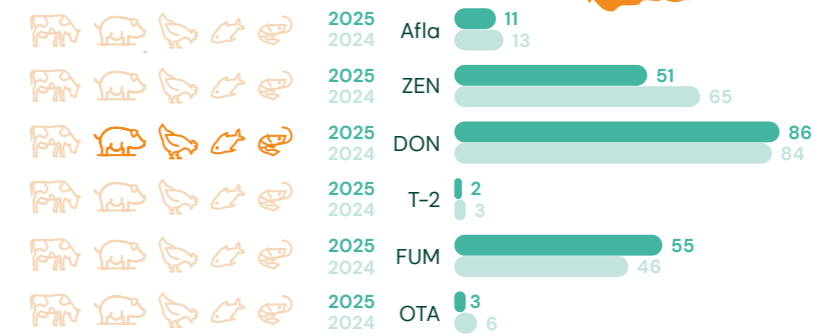 2025 Afla 11
2024 13
2025 ZEN 51
2024 65
2025 DON 86
2024 84
2025 T-2 2
2024 3
2025 FUM 55
2024 46
2025 OTA 3
2024 6